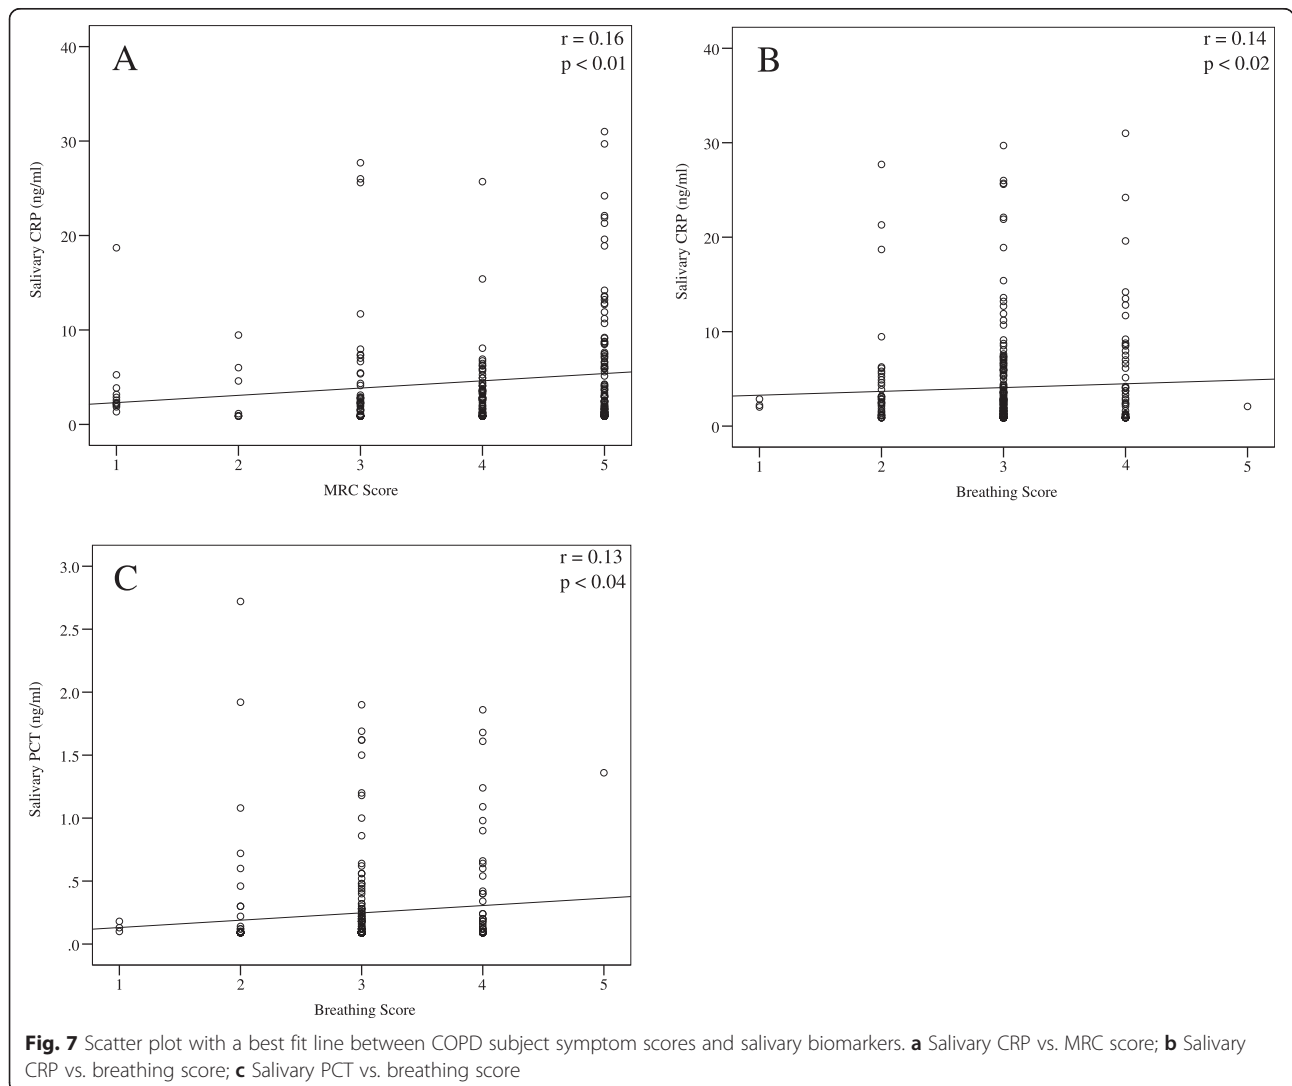 A
r = 0.16
p < 0.01
40
30
20
10
0
Salivary CRP (ng/ml)
1 2 3 4 5
MRC Score
B
r = 0.14
p < 0.02
40
30
20
10
0
Salivary CRP (ng/ml)
1 2 3 4 5
Breathing Score
C
r = 0.13
p < 0.04
3.0
2.5
2.0
1.5
1.0
.5
.0
Salivary PCT (ng/ml)
1 2 3 4 5
Breathing Score
Fig. 7 Scatter plot with a best fit line between COPD subject symptom scores and salivary biomarkers. a Salivary CRP vs. MRC score; b Salivary
CRP vs. breathing score; c Salivary PCT vs. breathing score